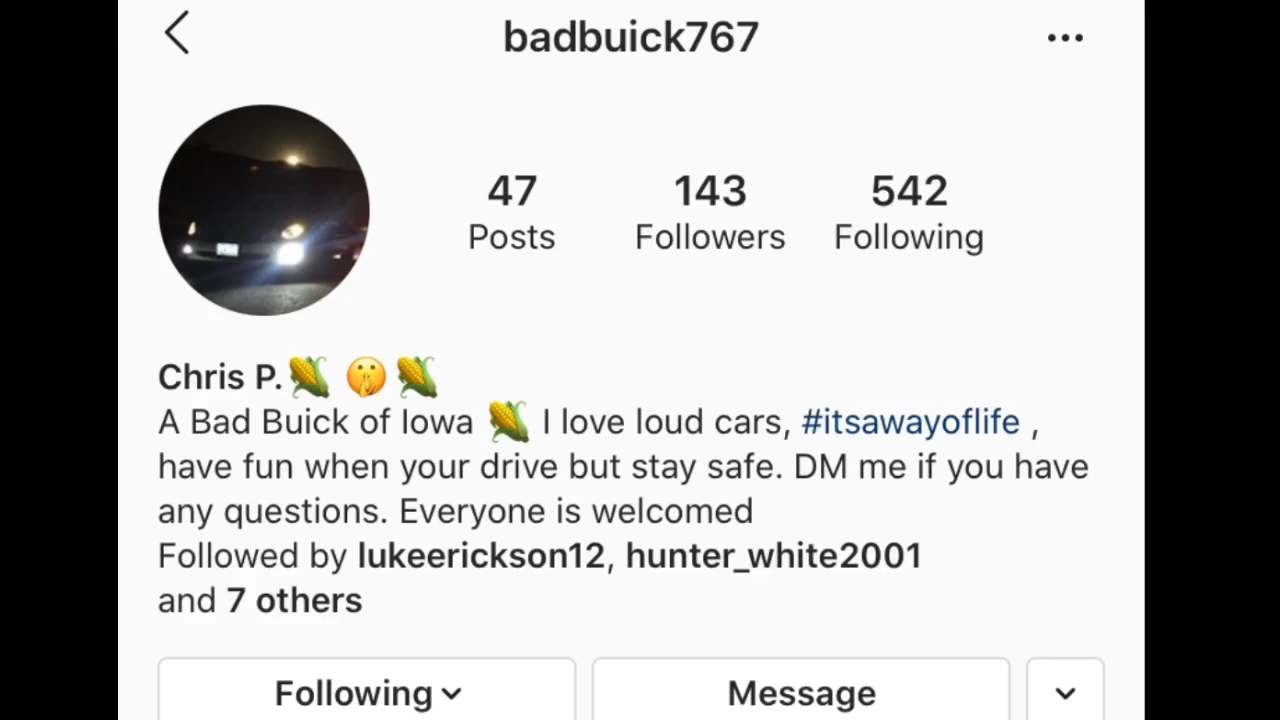 badbuick767
47 143 542
Posts Followers Following
Chris P.🌽 🤫 🌽
A Bad Buick of Iowa 🌽 I love loud cars, #itsawayoflife ,
have fun when your drive but stay safe. DM me if you have
any questions. Everyone is welcomed
Followed by lukeerickson12, hunter_white2001
and 7 others
Following Message